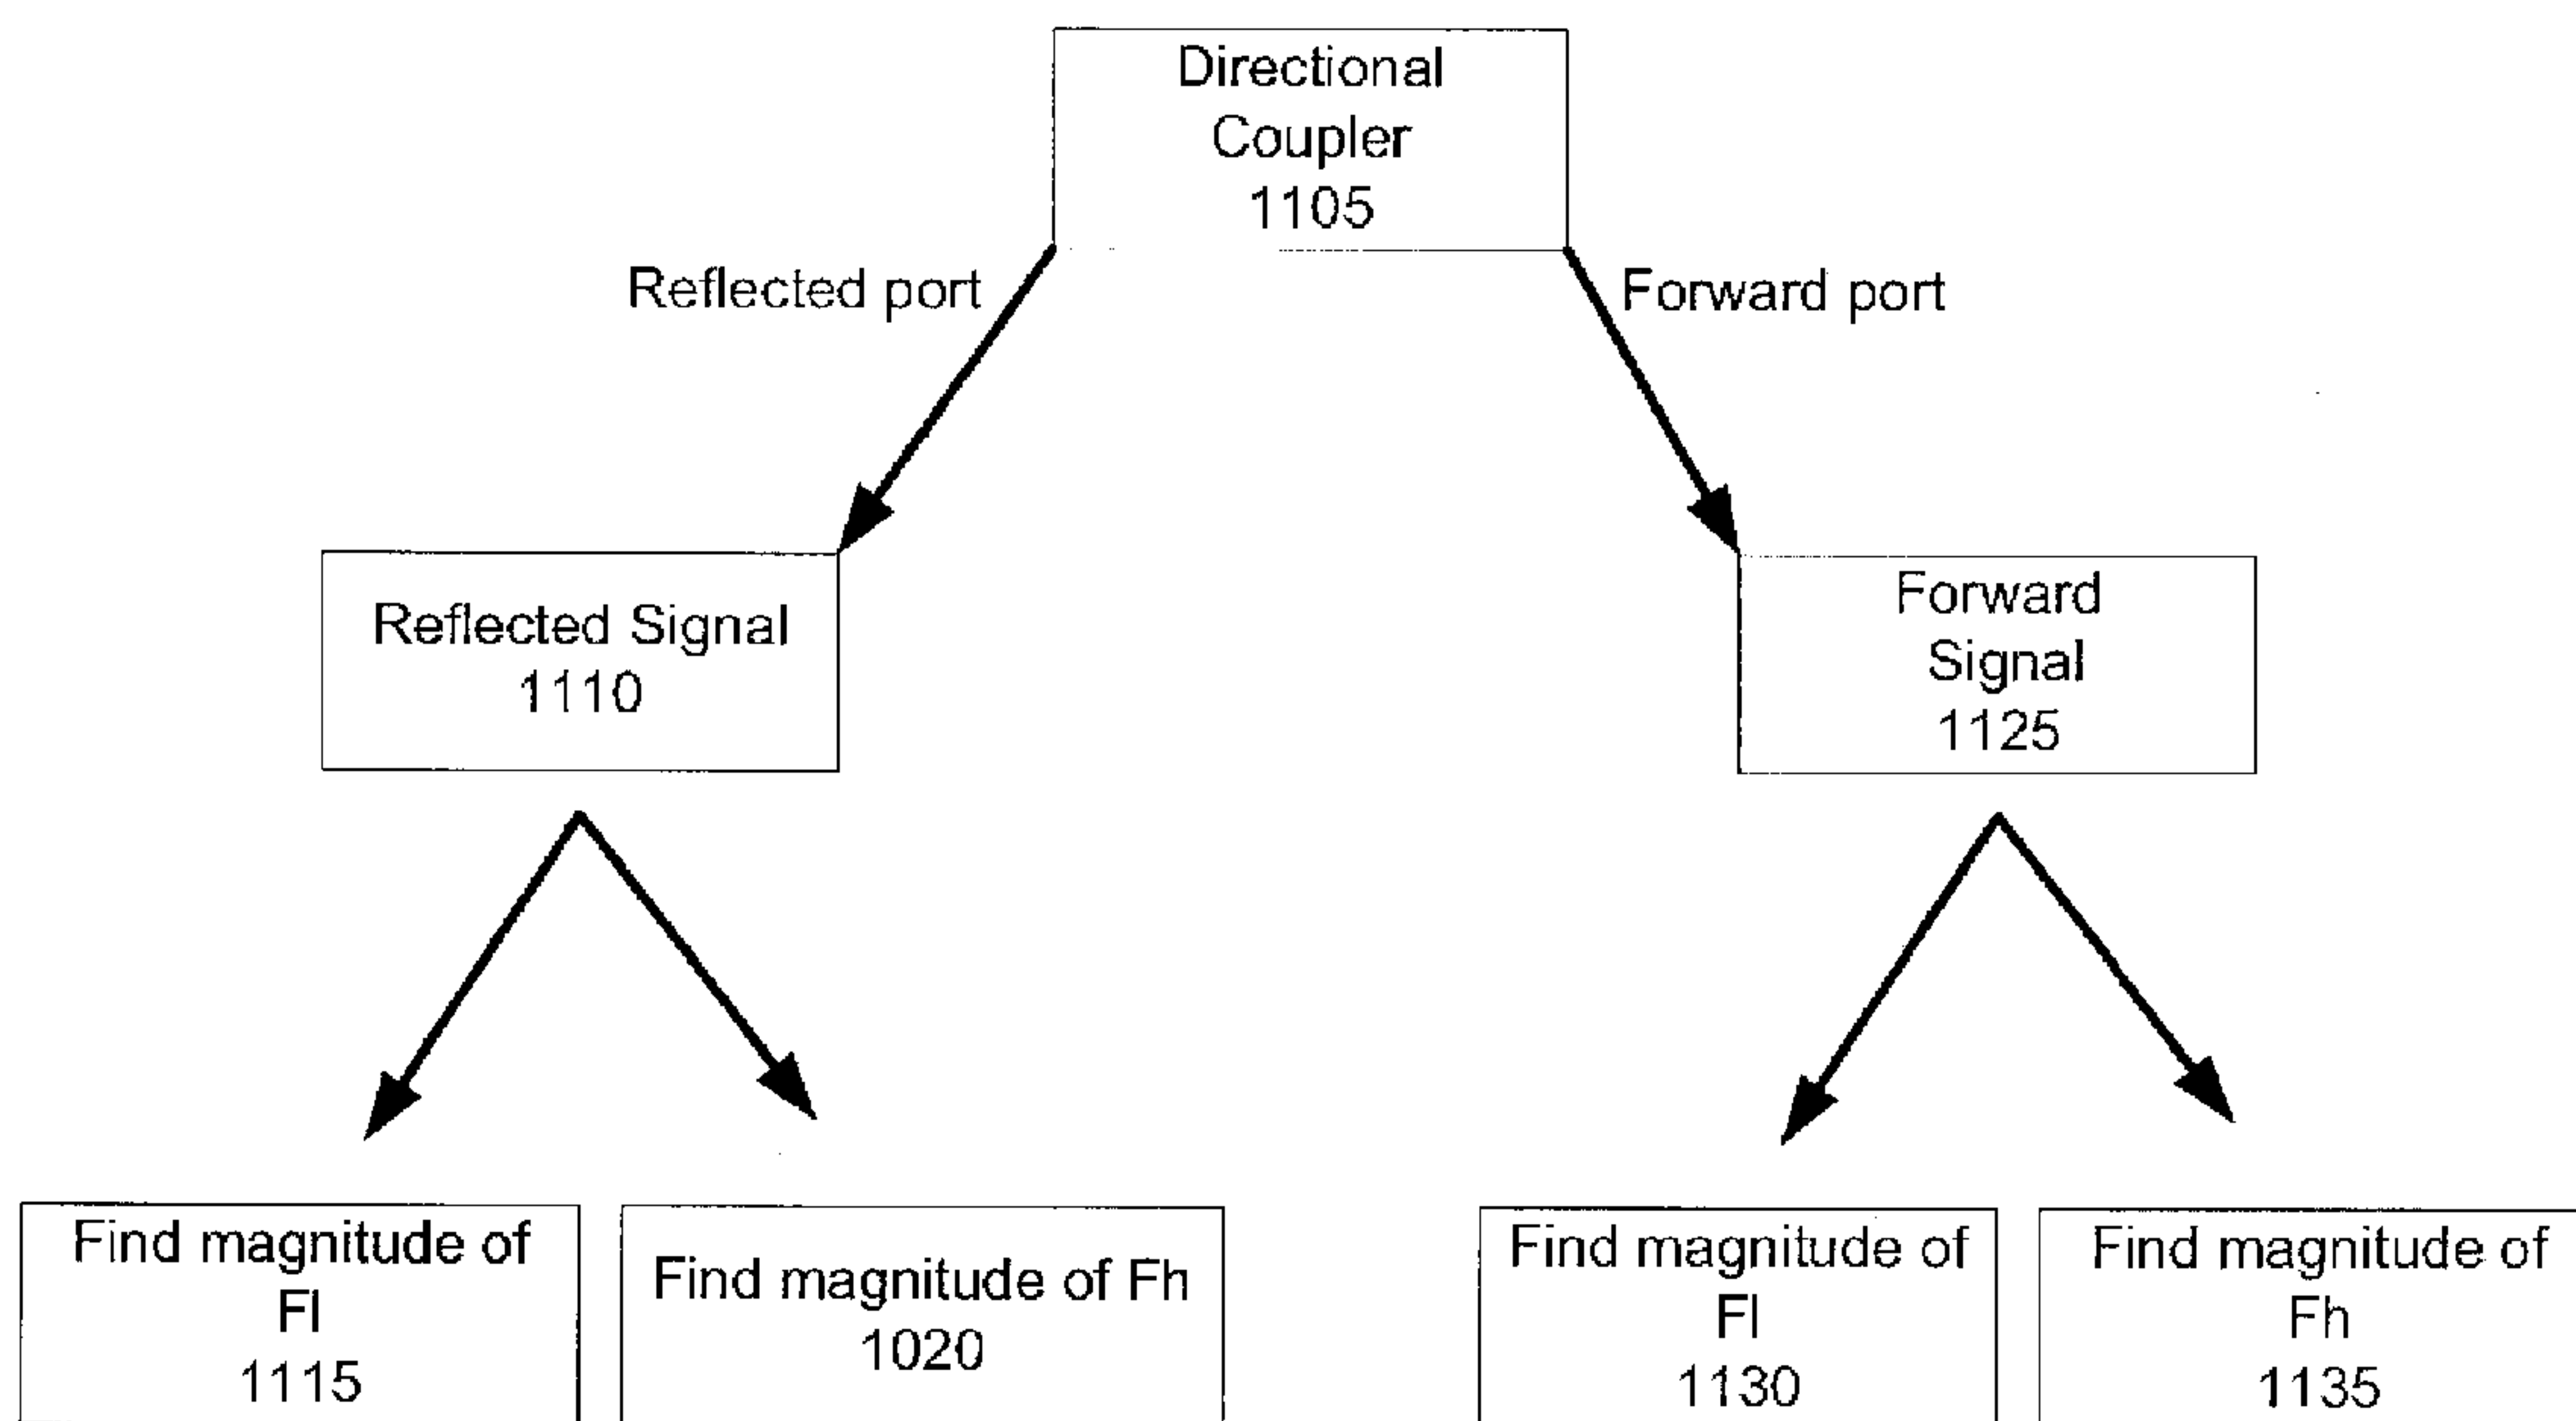 Directional
Coupler
1105
Reflected port
Forward port
Reflected Signal
1110
Forward
Signal
1125
Find magnitude of
Fl
1115
Find magnitude of Fh
1020
Find magnitude of
Fl
1130
Find magnitude of
Fh
1135